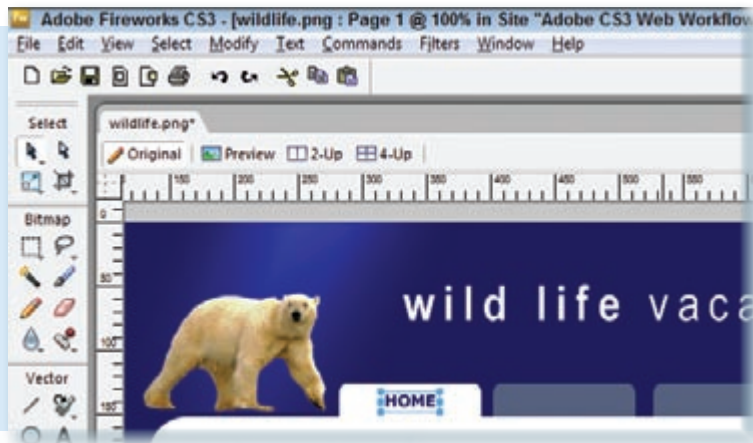 Adobe Fireworks CS3 - [wildlife.png : Page 1 @ 100% in Site "Adobe CS3 Web Workflow
File Edit View Select Modify Text Commands Filters Window Help
Select
wildlife.png*
Original Preview 2-Up 4-Up
150 200 250 300 350 400 450 500 550
Bitmap
0
50
wild life vaca
100
Vector
HOME
150